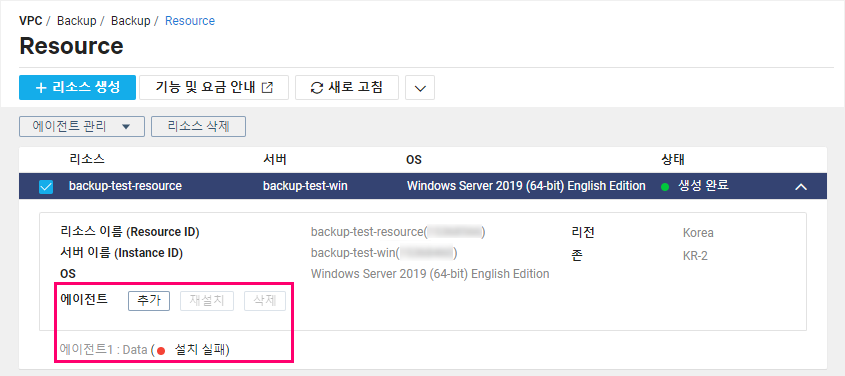 VPC / Backup / Backup / Resource
Resource
+ 리소스 생성 기능 및 요금 안내 새로 고침
에이전트 관리 리소스 삭제
리소스 서버 OS 상태
backup-test-resource backup-test-win Windows Server 2019 (64-bit) English Edition 생성 완료
리소스 이름 (Resource ID) backup-test-resource( ) 리전 Korea
서버 이름 (Instance ID) backup-test-win( ) 존 KR-2
OS Windows Server 2019 (64-bit) English Edition
에이전트 추가 재설치 삭제
에이전트1 : Data ( 설치 실패)